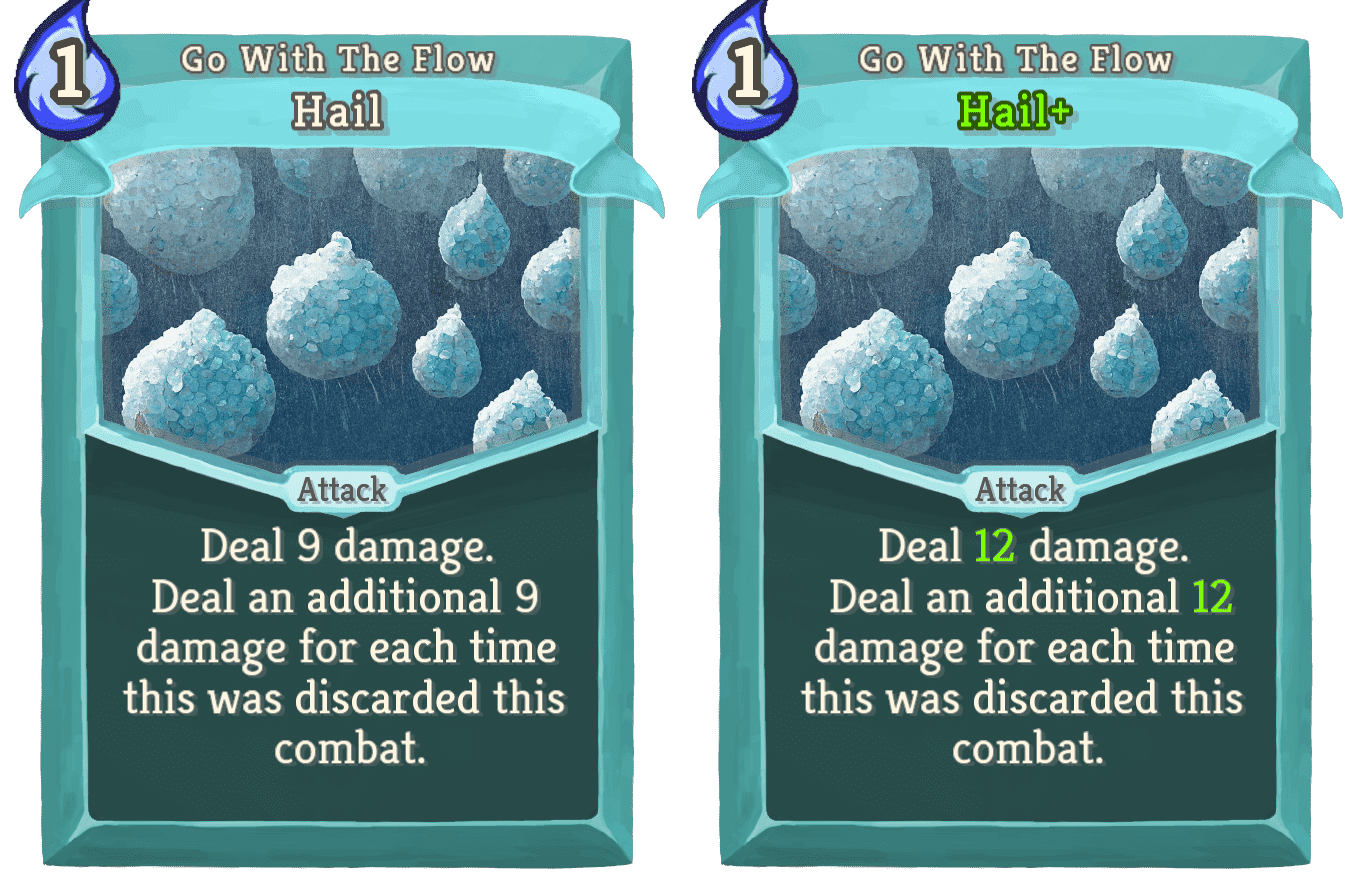 1
Go With The Flow
Hail
Attack
Deal 9 damage.
Deal an additional 9
damage for each time
this was discarded this
combat.
1
Go With The Flow
Hail+
Attack
Deal 12 damage.
Deal an additional 12
damage for each time
this was discarded this
combat.